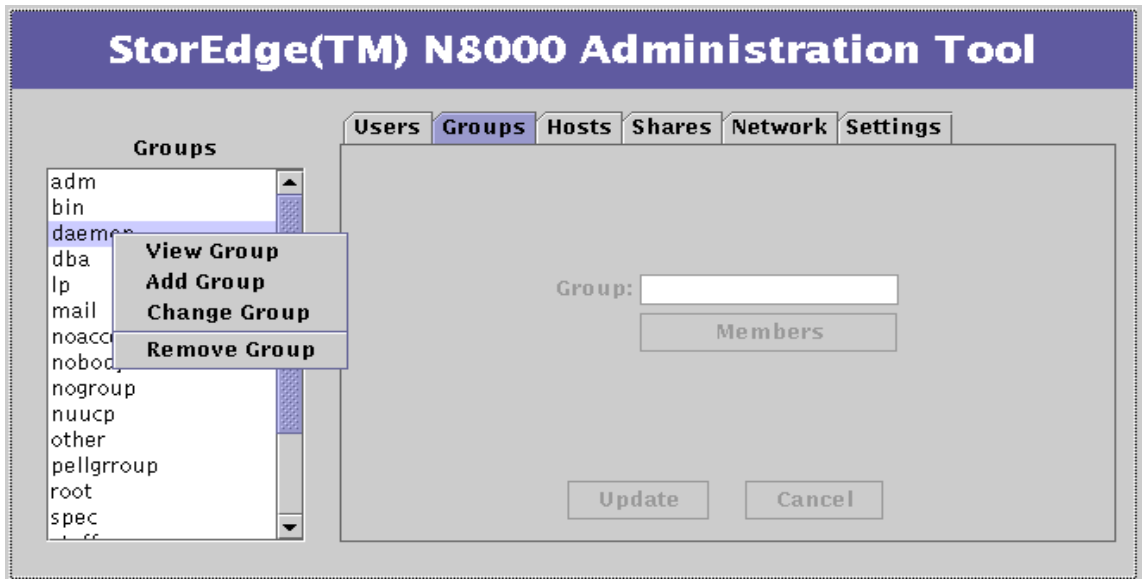 StorEdge(TM) N8000 Administration Tool
Users Groups Hosts Shares Network Settings
Groups
adm
bin
daemon
dba
lp
mail
nogroup
nuucp
other
pellgrroup
root
spec
View Group
Add Group
Change Group
Remove Group
Group:
Members
Update Cancel